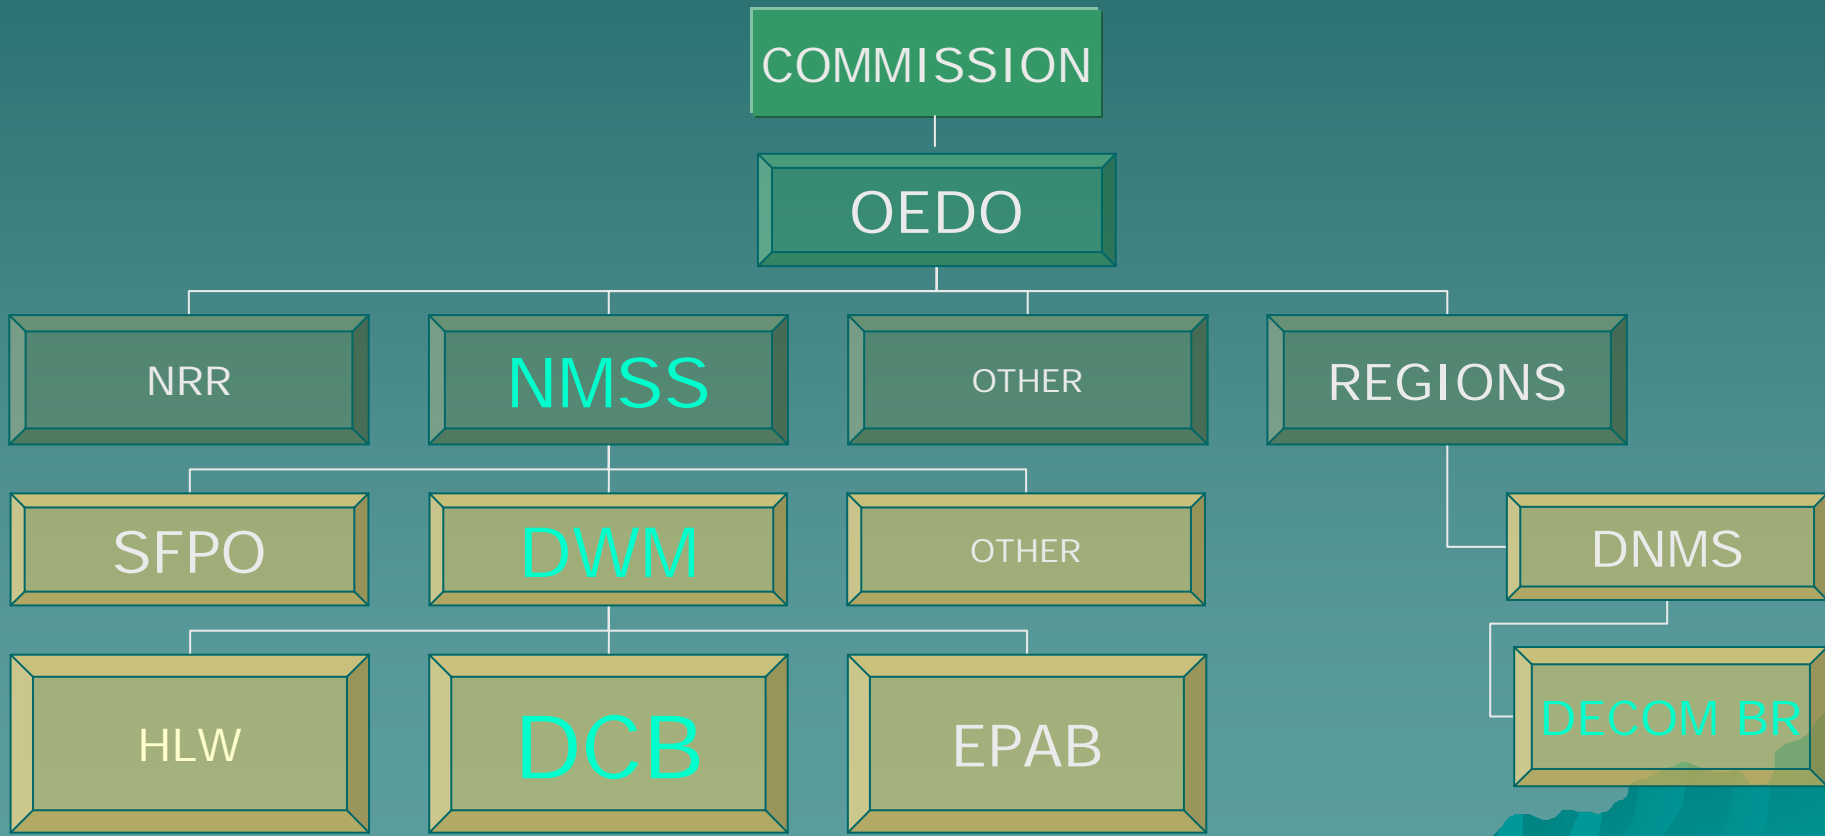 COMMISSION
OEDO
NRR
NMSS
OTHER
REGIONS
SFPO
DWM
OTHER
DNMS
HLW
DCB
EPAB
DECOM BR